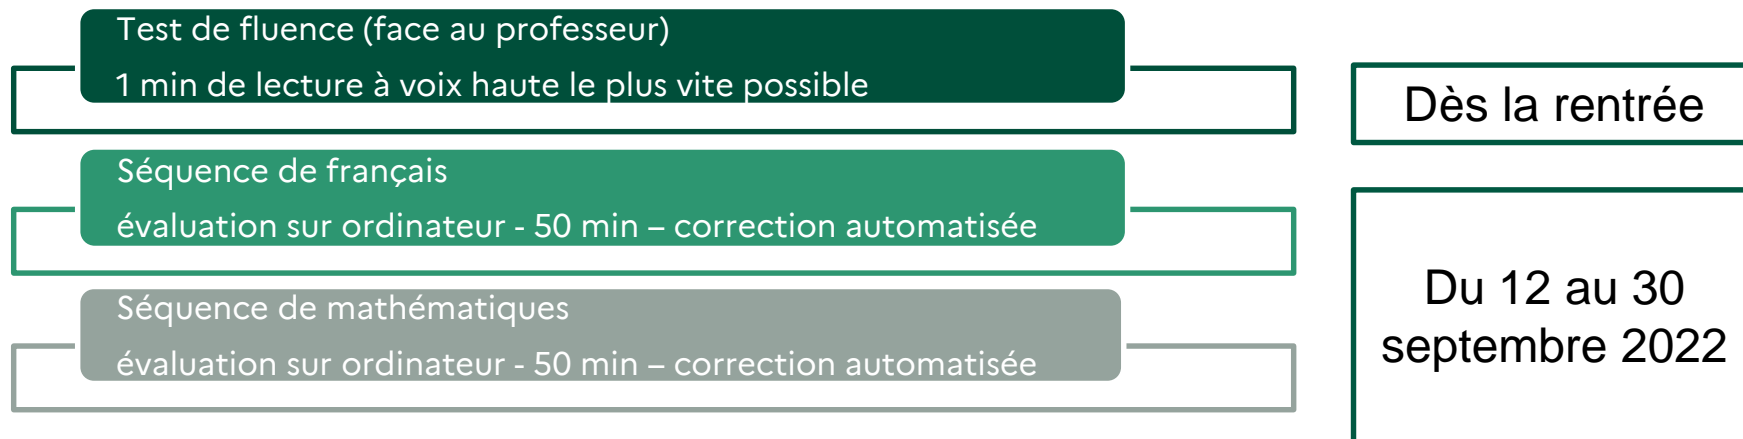 Test de fluence (face au professeur)
1 min de lecture à voix haute le plus vite possible
Dès la rentrée
Séquence de français
évaluation sur ordinateur - 50 min – correction automatisée
Séquence de mathématiques
évaluation sur ordinateur - 50 min – correction automatisée
Du 12 au 30
septembre 2022